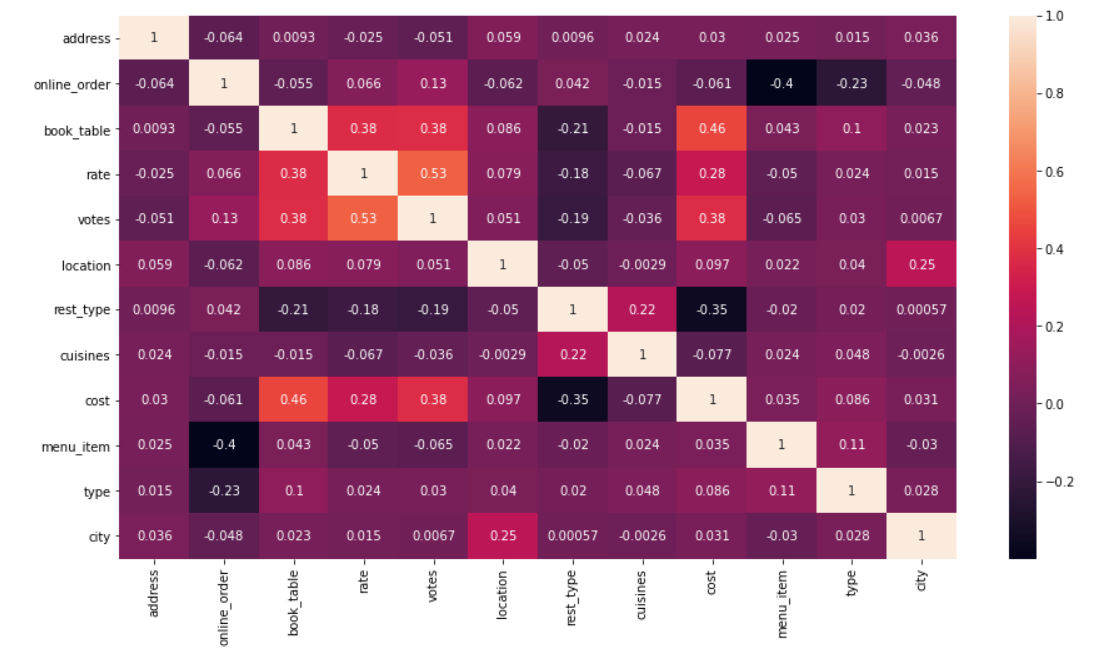 address 1 -0.064 0.0093 -0.025 -0.051 0.059 0.0096 0.024 0.03 0.025 0.015 0.036
online_order -0.064 1 -0.055 0.066 0.13 -0.062 0.042 -0.015 -0.061 -0.4 -0.23 -0.048
book_table 0.0093 -0.055 1 0.38 0.38 0.086 -0.21 -0.015 0.46 0.043 0.1 0.023
rate -0.025 0.066 0.38 1 0.53 0.079 -0.18 -0.067 0.28 -0.05 0.024 0.015
votes -0.051 0.13 0.38 0.53 1 0.051 -0.19 -0.036 0.38 -0.065 0.03 0.0067
location 0.059 -0.062 0.086 0.079 0.051 1 -0.05 -0.0029 0.097 0.022 0.04 0.25
rest_type 0.0096 0.042 -0.21 -0.18 -0.19 -0.05 1 0.22 -0.35 -0.02 0.02 0.00057
cuisines 0.024 -0.015 -0.015 -0.067 -0.036 -0.0029 0.22 1 -0.077 0.024 0.048 -0.0026
cost 0.03 -0.061 0.46 0.28 0.38 0.097 -0.35 -0.077 1 0.035 0.086 0.031
menu_item 0.025 -0.4 0.043 -0.05 -0.065 0.022 -0.02 0.024 0.035 1 0.11 -0.03
type 0.015 -0.23 0.1 0.024 0.03 0.04 0.02 0.048 0.086 0.11 1 0.028
city 0.036 -0.048 0.023 0.015 0.0067 0.25 0.00057 -0.0026 0.031 -0.03 0.028 1
address online_order book_table rate votes location rest_type cuisines cost menu_item type city
1.0
0.8
0.6
0.4
0.2
0.0
−0.2